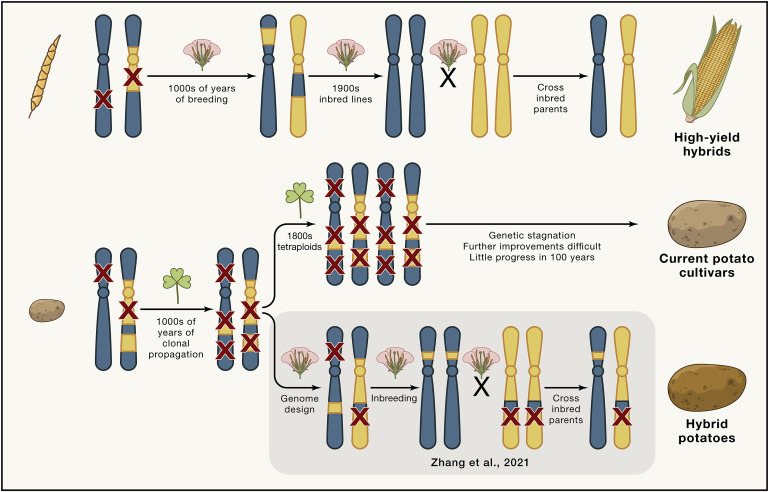 1000s of years
of breeding
1900s
inbred lines
X
Cross
inbred
parents
High-yield
hybrids
1800s
tetraploids
Genetic stagnation
Further improvements difficult
Little progress in 100 years
Current potato
cultivars
1000s of
years of
clonal
propagation
Genome
design
Inbreeding
X
Cross
inbred
parents
Hybrid
potatoes
Zhang et al., 2021